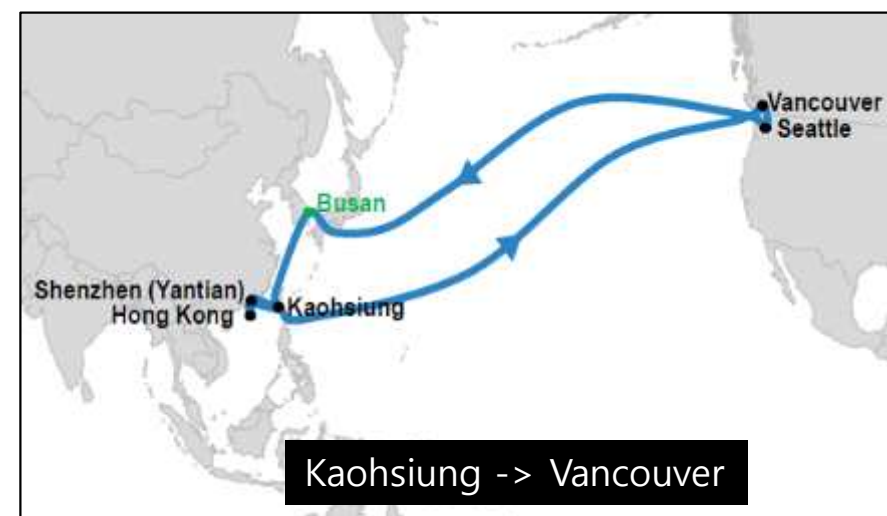 Vancouver
Seattle
Busan
Shenzhen (Yantian)
Kaohsiung
Hong Kong
Kaohsiung -> Vancouver